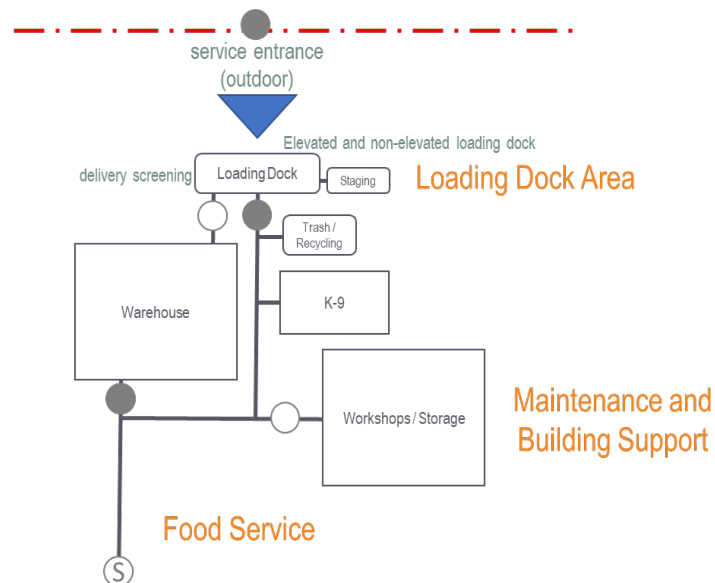 service entrance
(outdoor)
Elevated and non-elevated loading dock
delivery screening
Loading Dock
Staging
Loading Dock Area
Trash /
Recycling
K-9
Warehouse
Workshops / Storage
Maintenance and
Building Support
Food Service
S